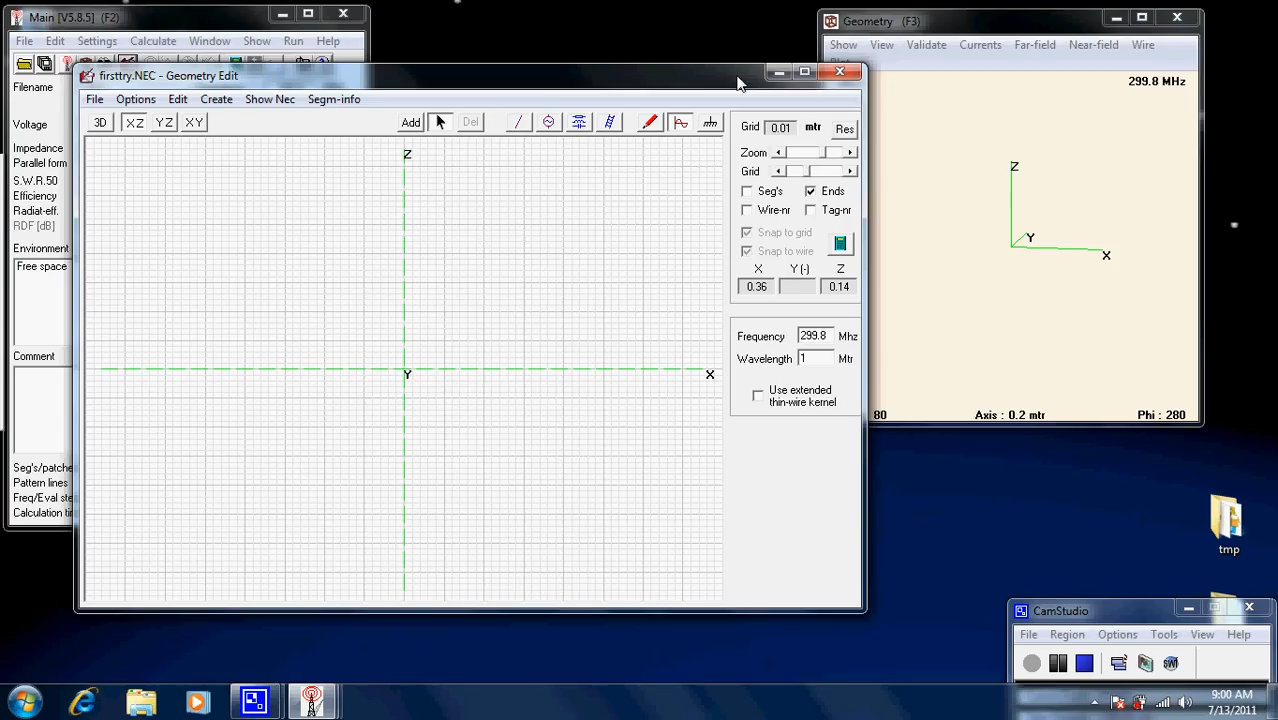 Main [V5.8.5] (F2)
File Edit Settings Calculate Window Show Run Help
Filename
Voltage
Impedance
Parallel form
S.W.R.50
Efficiency
Radiat-eff.
RDF [dB]
Environment
Free space
Comment
Seg's/patche
Pattern lines
Freq/Eval ste
Calculation ti
firsttry.NEC - Geometry Edit
File Options Edit Create Show Nec Segm-info
3D XZ YZ XY Add Del
Z
Y
X
Grid 0.01 mtr Res
Zoom
Grid
Seg's Ends
Wire-nr Tag-nr
Snap to grid
Snap to wire
X Y (-) Z
0.36 0.14
Frequency 299.8 Mhz
Wavelength 1 Mtr
Use extended
thin-wire kernel
Geometry (F3)
Show View Validate Currents Far-field Near-field Wire
299.8 MHz
Z
Y
X
80 Axis : 0.2 mtr Phi : 280
tmp
CamStudio
File Region Options Tools View Help
SWT
9:00 AM
7/13/2011